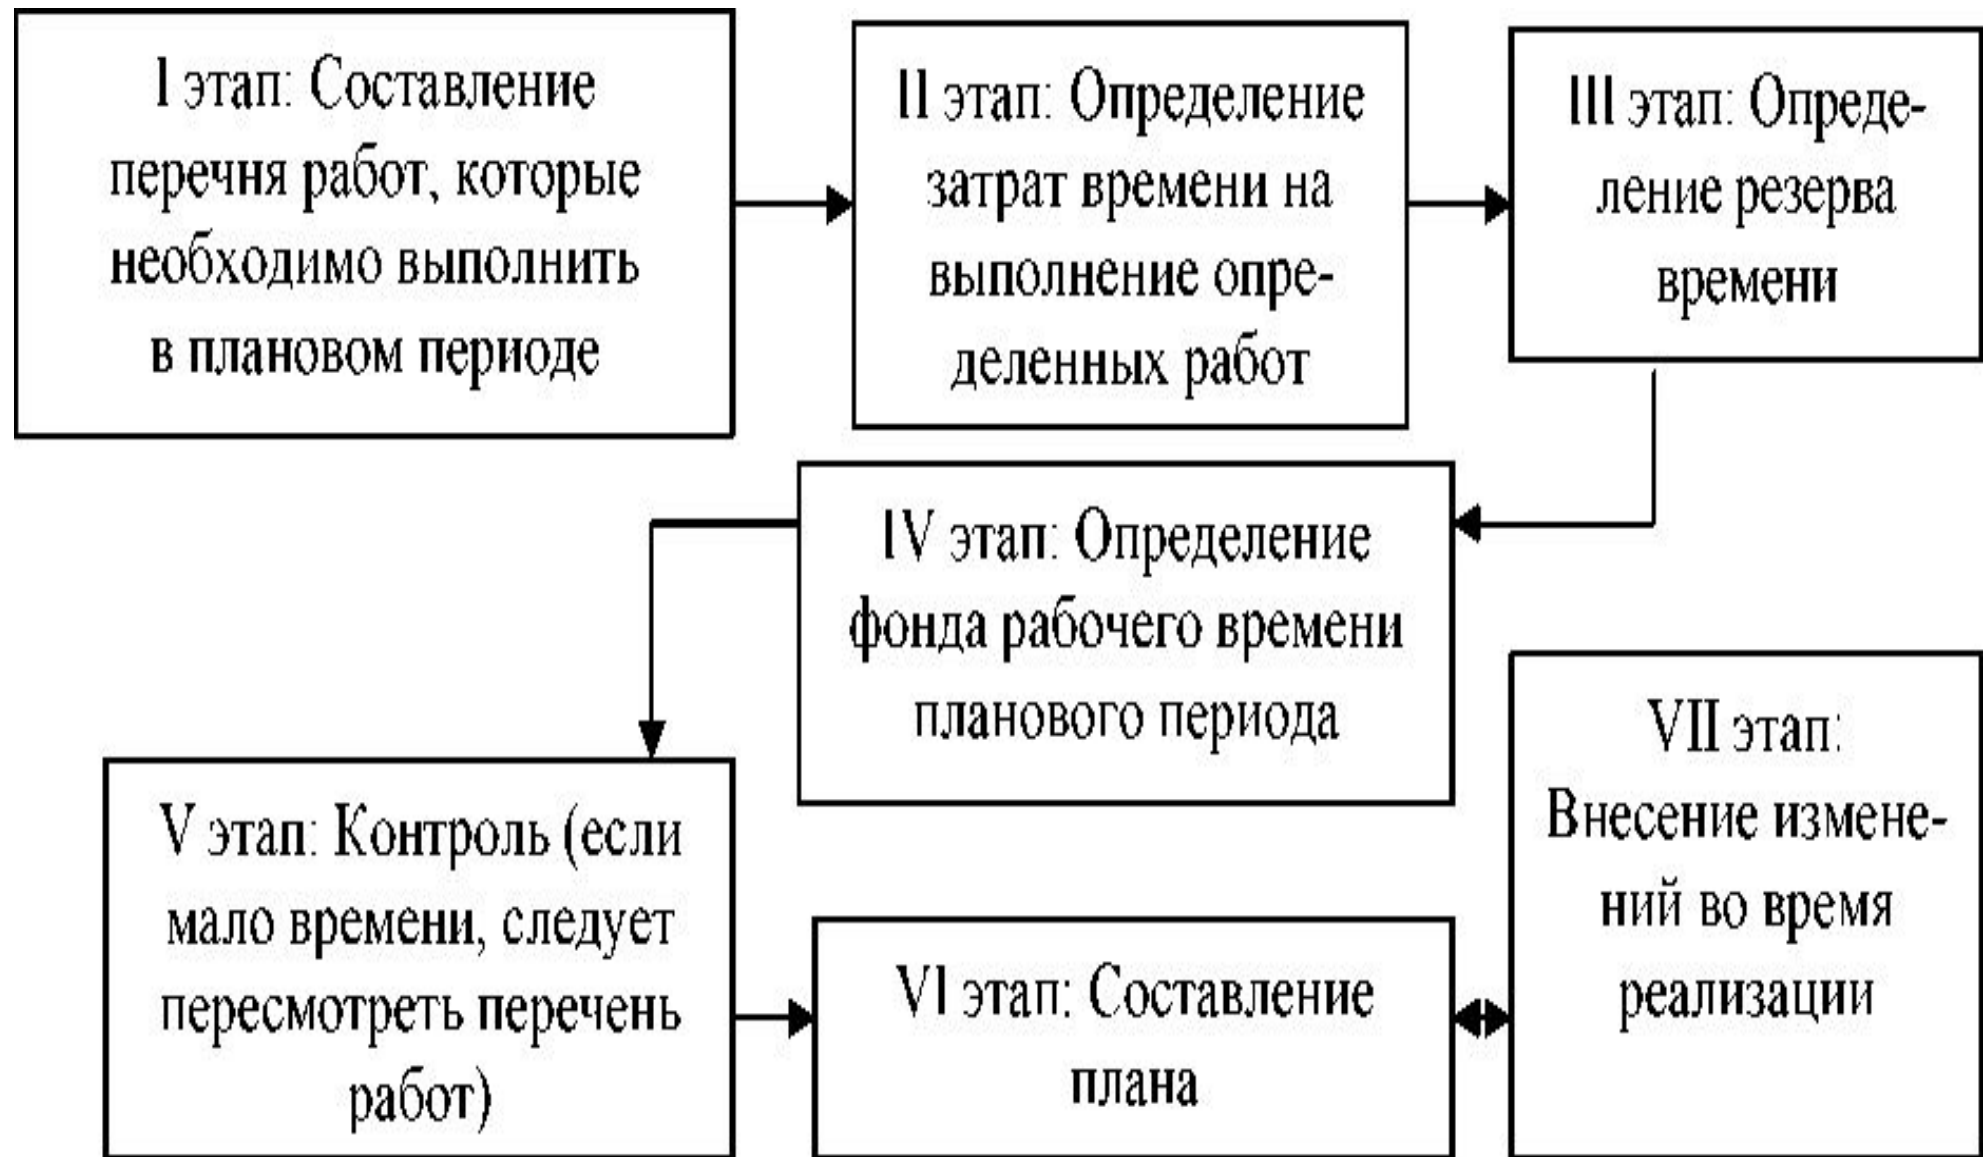 I этап: Составление
перечня работ, которые
необходимо выполнить
в плановом периоде
II этап: Определение
затрат времени на
выполнение опре-
деленных работ
III этап: Опреде-
ление резерва
времени
IV этап: Определение
фонда рабочего времени
планового периода
V этап: Контроль (если
мало времени, следует
пересмотреть перечень
работ)
VI этап: Составление
плана
VII этап:
Внесение измене-
ний во время
реализации